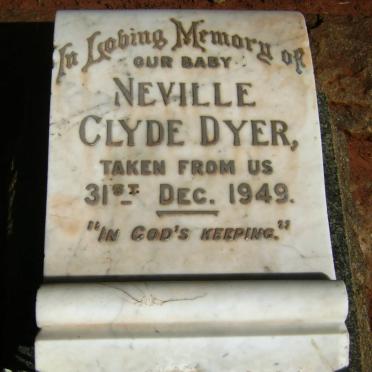 In Loving Memory of
OUR BABY
NEVILLE
CLYDE DYER,
TAKEN FROM US
31ST. DEC. 1949.
"IN GOD'S KEEPING."